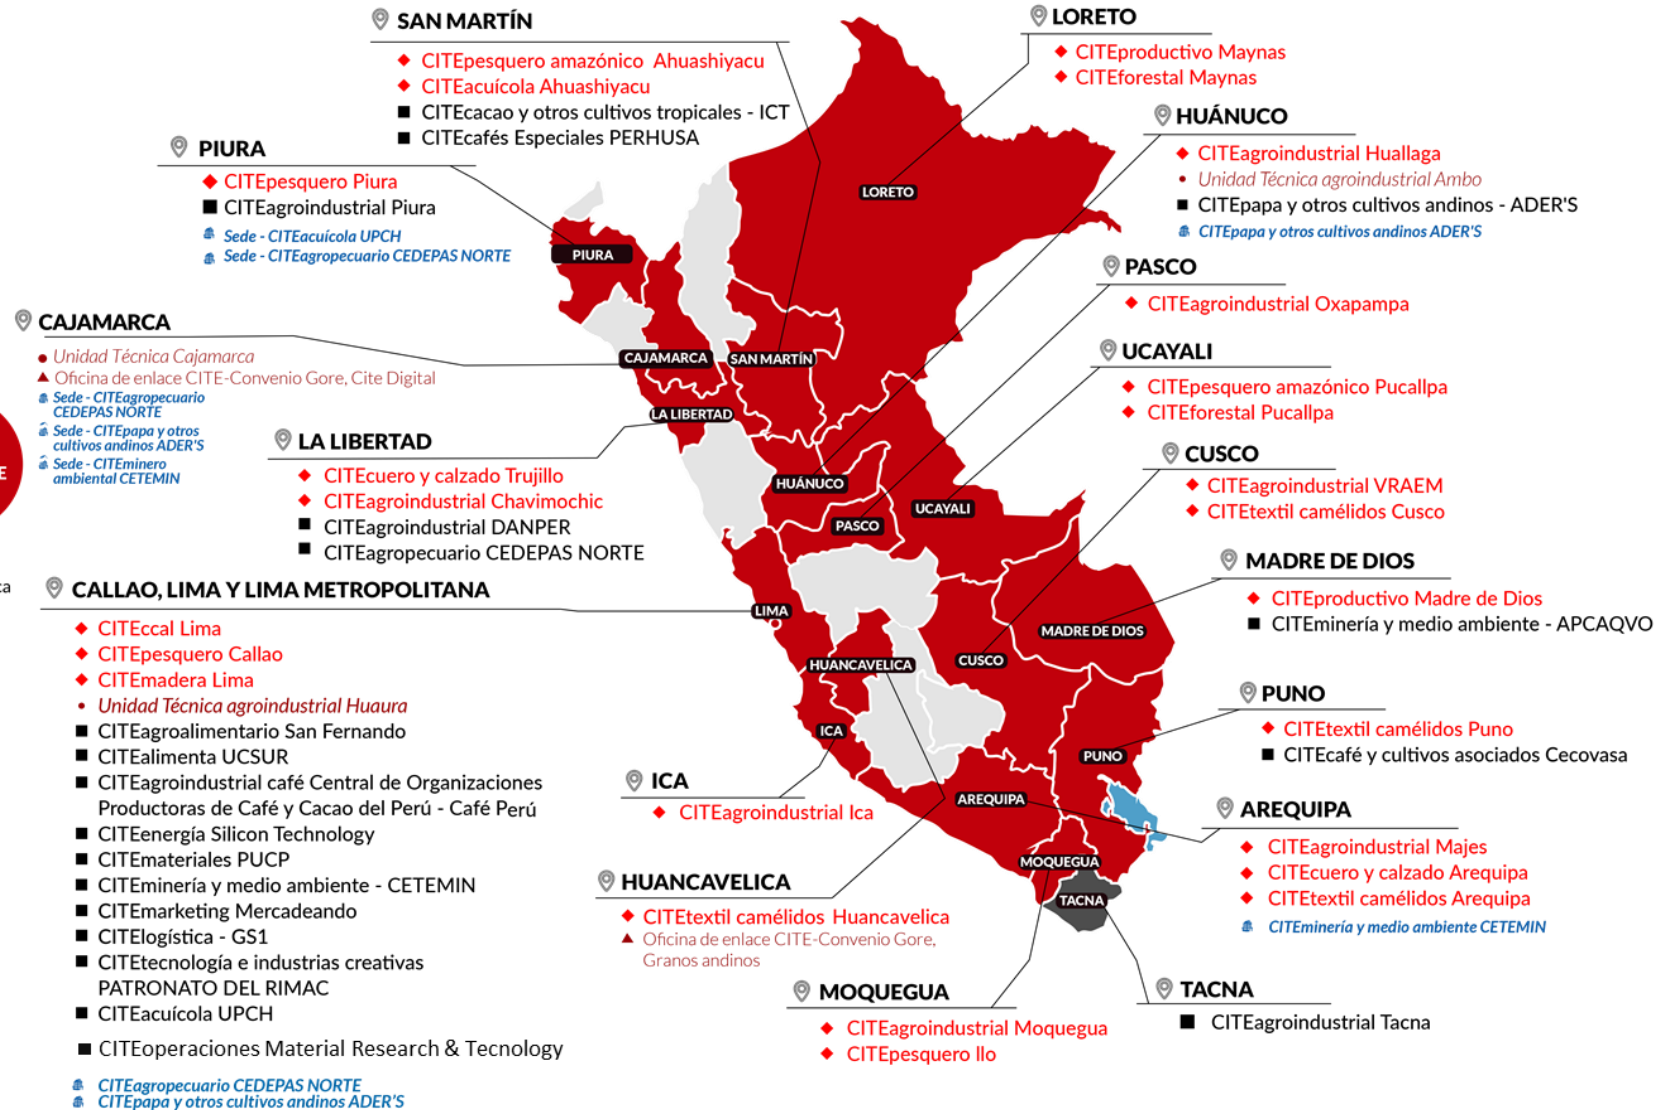 SAN MARTÍN
CITEpesquero amazónico Ahuashiyacu
CITEacuícola Ahuashiyacu
CITEcacao y otros cultivos tropicales - ICT
CITEcafés Especiales PERHUSA
LORETO
CITEproductivo Maynas
CITEforestal Maynas
HUÁNUCO
CITEagroindustrial Huallaga
Unidad Técnica agroindustrial Ambo
CITEpapa y otros cultivos andinos - ADER'S
CITEpapa y otros cultivos andinos ADER'S
PIURA
CITEpesquero Piura
CITEagroindustrial Piura
Sede - CITEacuícola UPCH
Sede - CITEagropecuario CEDEPAS NORTE
PASCO
CITEagroindustrial Oxapampa
CAJAMARCA
Unidad Técnica Cajamarca
Oficina de enlace CITE-Convenio Gore, Cite Digital
Sede - CITEagropecuario
CEDEPAS NORTE
Sede - CITEpapa y otros
cultivos andinos ADER'S
Sede - CITEminero
ambiental CETEMIN
UCAYALI
CITEpesquero amazónico Pucallpa
CITEforestal Pucallpa
LA LIBERTAD
CITEcuero y calzado Trujillo
CITEagroindustrial Chavimochic
CITEagroindustrial DANPER
CITEagropecuario CEDEPAS NORTE
CUSCO
CITEagroindustrial VRAEM
CITEtextil camélidos Cusco
E
ca
CALLAO, LIMA Y LIMA METROPOLITANA
CITEccal Lima
CITEpesquero Callao
CITEmadera Lima
Unidad Técnica agroindustrial Huaura
CITEagroalimentario San Fernando
CITEalimenta UCSUR
CITEagroindustrial café Central de Organizaciones
Productoras de Café y Cacao del Perú - Café Perú
CITEenergía Silicon Technology
CITEmateriales PUCP
CITEminería y medio ambiente - CETEMIN
CITEmarketing Mercadeando
CITElogística - GS1
CITEtecnología e industrias creativas
PATRONATO DEL RIMAC
CITEacuícola UPCH
CITEoperaciones Material Research & Tecnology
CITEagropecuario CEDEPAS NORTE
CITEpapa y otros cultivos andinos ADER'S
MADRE DE DIOS
CITEproductivo Madre de Dios
CITEminería y medio ambiente - APCAQVO
PUNO
CITEtextil camélidos Puno
CITEcafé y cultivos asociados Cecovasa
ICA
CITEagroindustrial Ica
AREQUIPA
CITEagroindustrial Majes
CITEcuero y calzado Arequipa
CITEtextil camélidos Arequipa
CITEminería y medio ambiente CETEMIN
HUANCAVELICA
CITEtextil camélidos Huancavelica
Oficina de enlace CITE-Convenio Gore,
Granos andinos
MOQUEGUA
CITEagroindustrial Moquegua
CITEpesquero Ilo
TACNA
CITEagroindustrial Tacna
LORETO
PIURA
CAJAMARCA
SAN MARTÍN
LA LIBERTAD
HUÁNUCO
UCAYALI
PASCO
LIMA
MADRE DE DIOS
HUANCAVELICA
CUSCO
ICA
PUNO
AREQUIPA
MOQUEGUA
TACNA